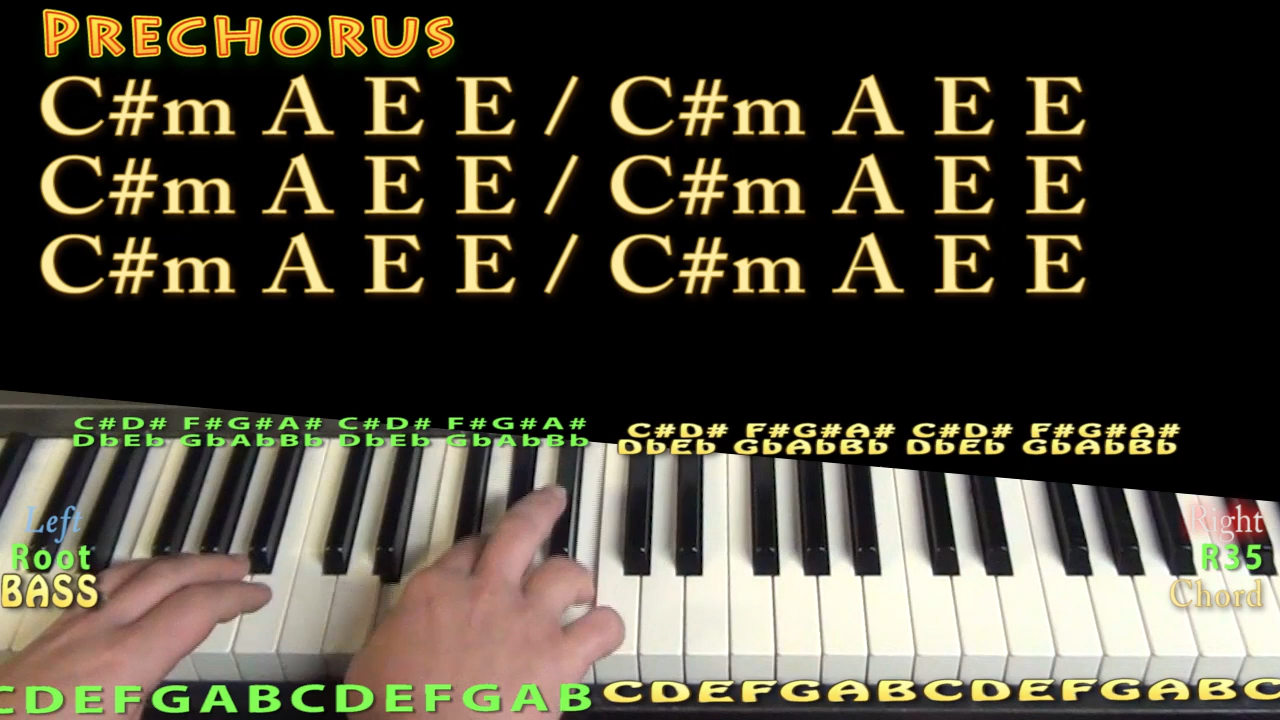 PRECHORUS
C#m A E E / C#m A E E
C#m A E E / C#m A E E
C#m A E E / C#m A E E
C#D# F#G#A# C#D# F#G#A# C#D# F#G#A# C#D# F#G#A#
DbEb GbAbBb DbEb GbAbBb DbEb GbAbBb DbEb GbAbBb
Left
Root
BASS
Right
R35
Chord
CDEFGABCDEFGAB CDEFGABCDEFGABC